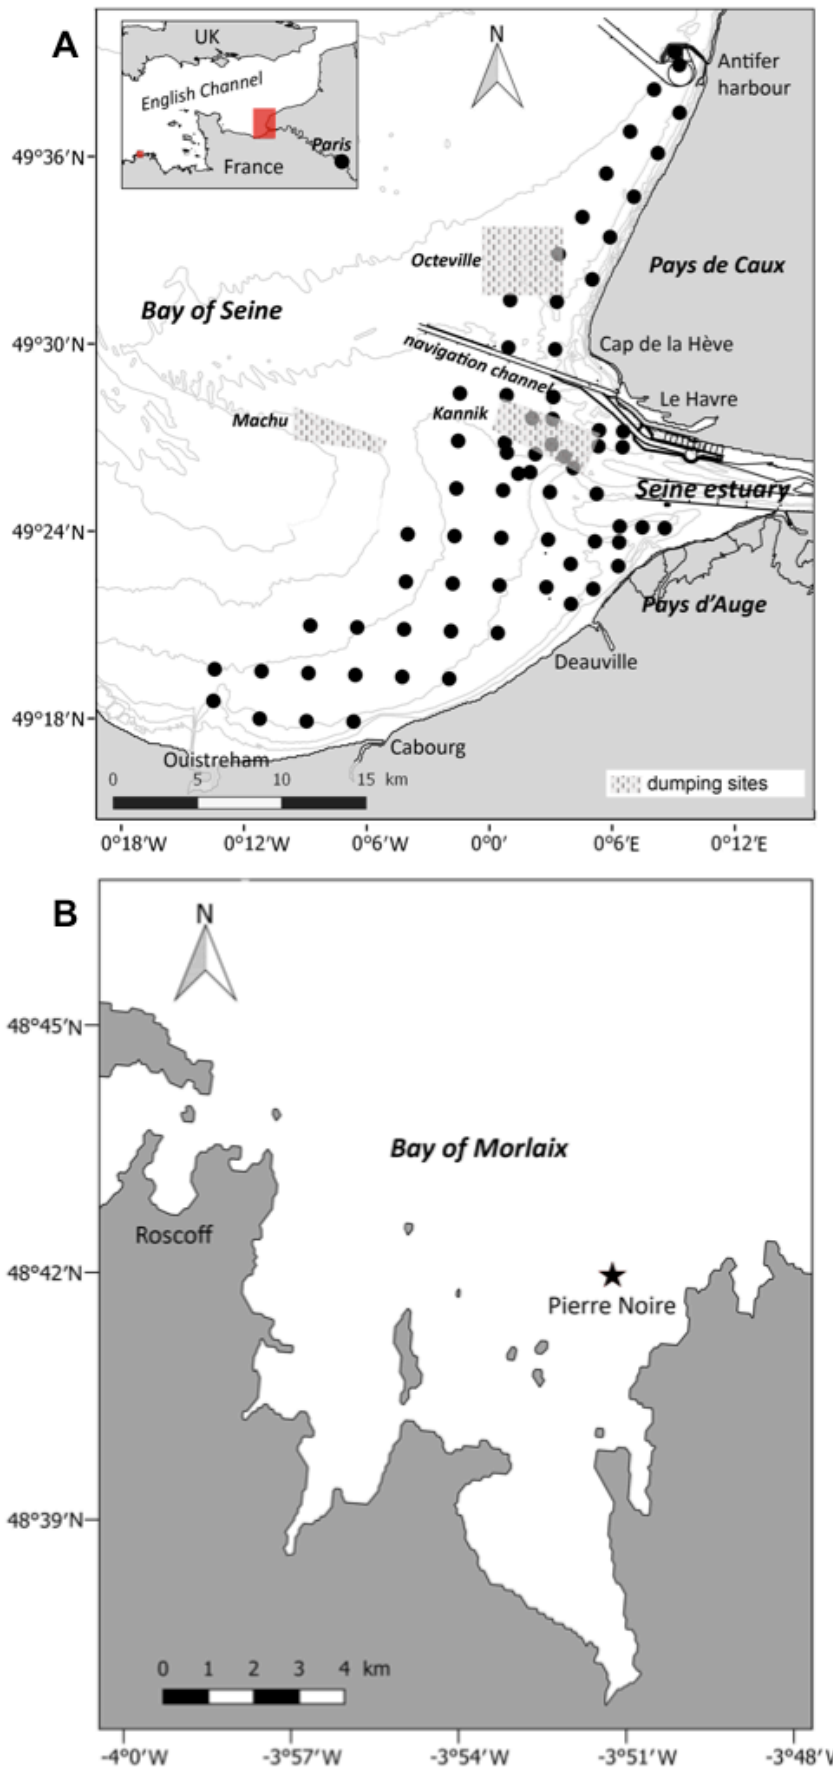 A
N
UK
English Channel
Paris
France
Antifer
harbour
49°36'N
Octeville
Pays de Caux
Bay of Seine
49°30'N
navigation channel
Cap de la Hève
Le Havre
Machu
Kannik
Seine estuary
49°24'N
Pays d'Auge
Deauville
49°18'N
Cabourg
Ouistreham
0 5 10 15 km
dumping sites
0°18'W 0°12'W 0°6'W 0°0' 0°6'E 0°12'E
B
N
48°45'N
Bay of Morlaix
Roscoff
48°42'N
Pierre Noire
48°39'N
0 1 2 3 4 km
-4°0'W -3°57'W -3°54'W -3°51'W -3°48'W